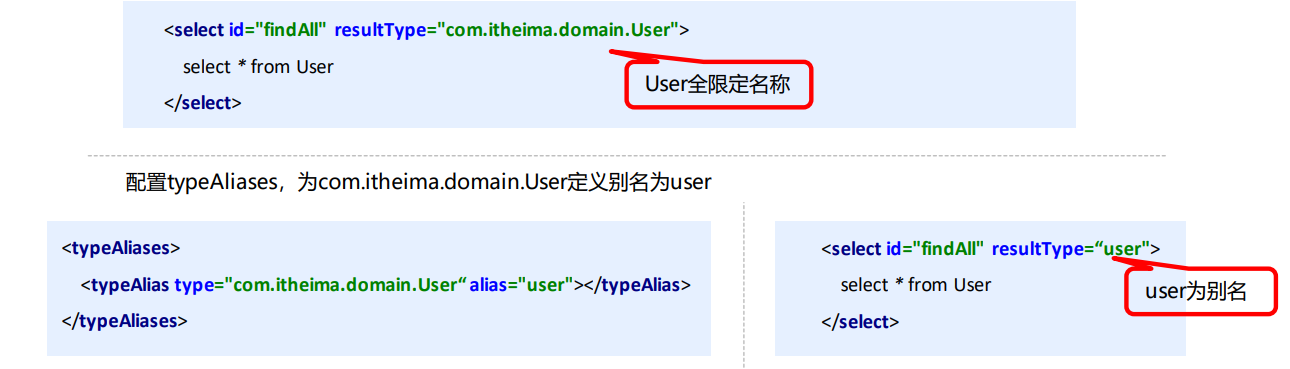 <select id="findAll" resultType="com.itheima.domain.User">
select * from User
User全限定名称
</select>
配置typeAliases，为com.itheima.domain.User定义别名为user
<typeAliases>
<typeAlias type="com.itheima.domain.User“ alias="user"></typeAlias>
</typeAliases>
<select id="findAll" resultType=“user">
select * from User
user为别名
</select>